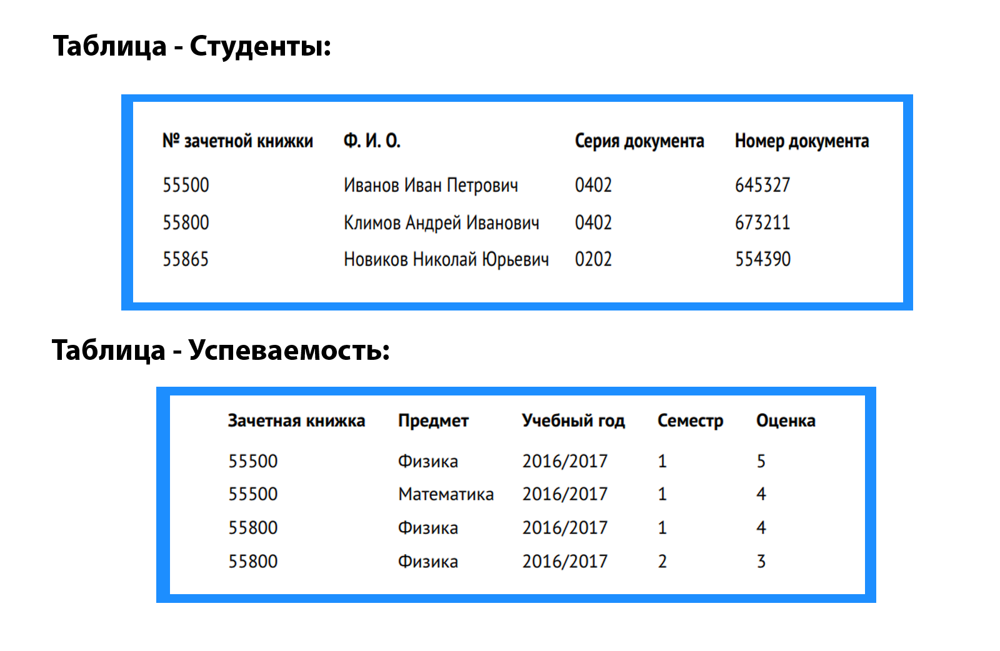 Таблица - Студенты:
№ зачетной книжки Ф. И. О. Серия документа Номер документа
55500 Иванов Иван Петрович 0402 645327
55800 Климов Андрей Иванович 0402 673211
55865 Новиков Николай Юрьевич 0202 554390
Таблица - Успеваемость:
Зачетная книжка Предмет Учебный год Семестр Оценка
55500 Физика 2016/2017 1 5
55500 Математика 2016/2017 1 4
55800 Физика 2016/2017 1 4
55800 Физика 2016/2017 2 3